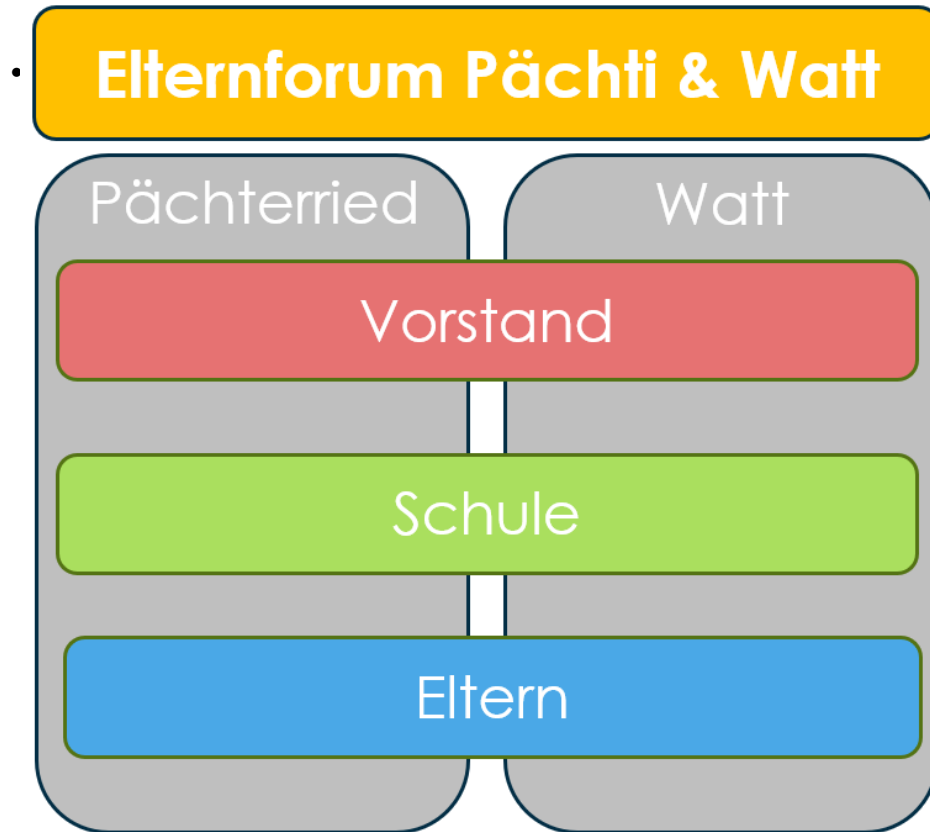 Elternforum Pächti & Watt
Pächterried
Watt
Vorstand
Schule
Eltern